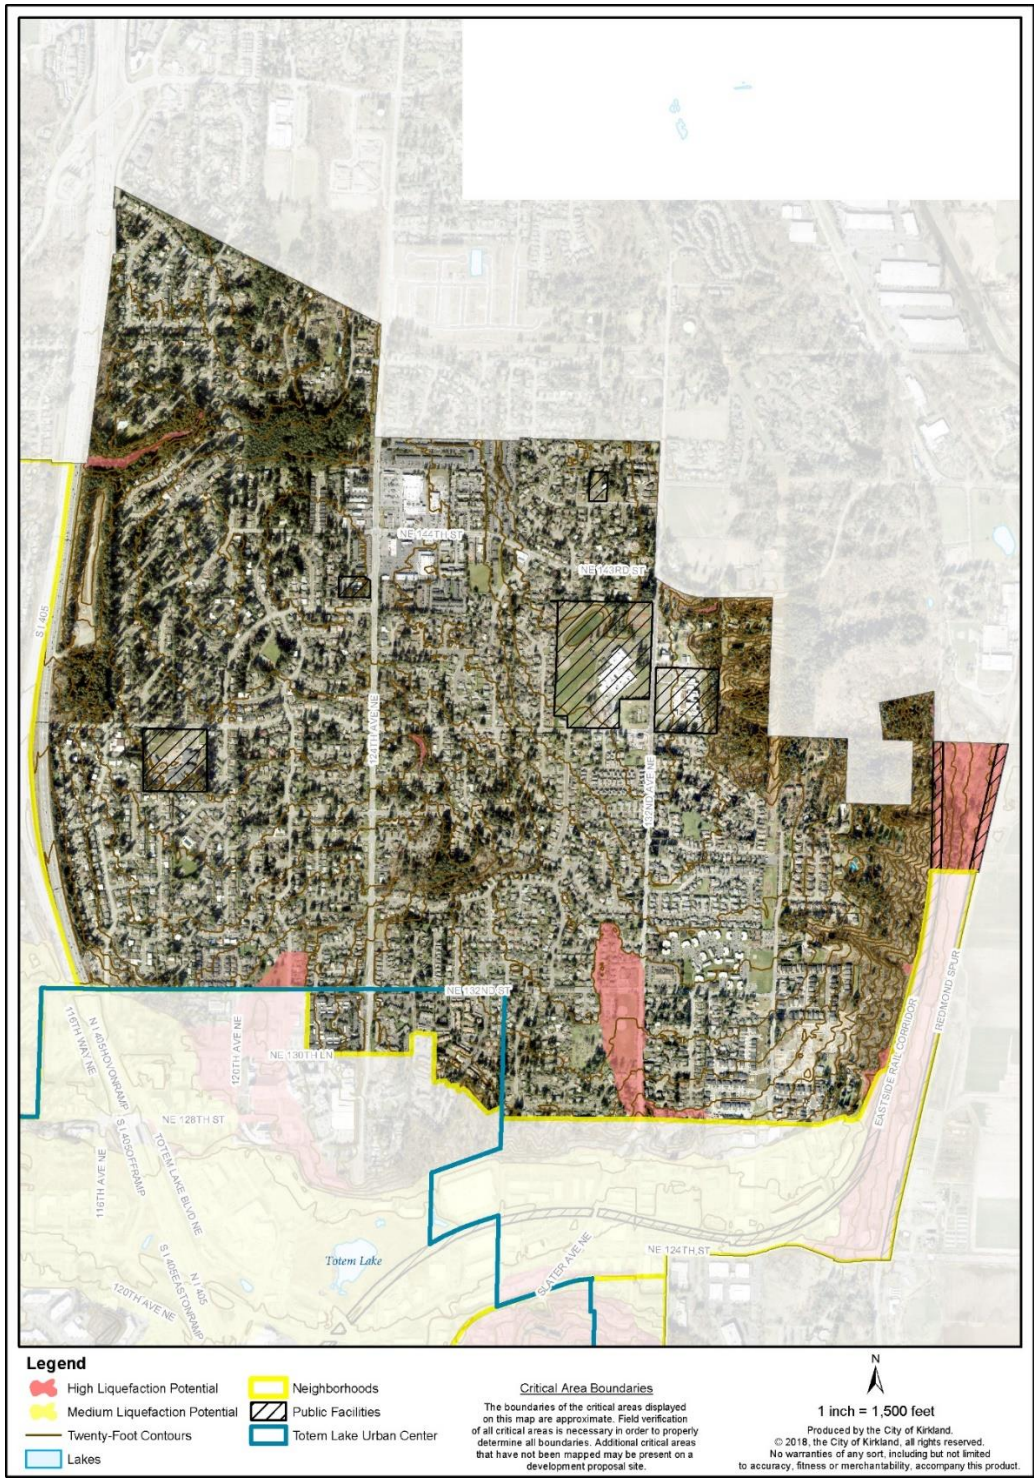 NE 144TH ST
NE 143RD ST
S I 405
124TH AVE NE
132ND AVE NE
NE 132ND ST
120TH AVE NE
NE 130TH LN
116TH WAY NE
N I 405HOVONRAMP
S I 405OFFRAMP
TOTEM LAKE BLVD NE
NE 128TH ST
116TH AVE NE
EASTSIDE RAIL CORRIDOR
REDMOND SPUR
Totem Lake
SLATER AVE NE
NE 124TH ST
S I 405EASTONRAMP
N I 405
120TH AVE NE
Legend
High Liquefaction Potential
Medium Liquefaction Potential
Twenty-Foot Contours
Lakes
Neighborhoods
Public Facilities
Totem Lake Urban Center
Critical Area Boundaries
The boundaries of the critical areas displayed
on this map are approximate. Field verification
of all critical areas is necessary in order to properly
determine all boundaries. Additional critical areas
that have not been mapped may be present on a
development proposal site.
N
1 inch = 1,500 feet
Produced by the City of Kirkland.
© 2018, the City of Kirkland, all rights reserved.
No warranties of any sort, including but not limited
to accuracy, fitness or merchantability, accompany this product.